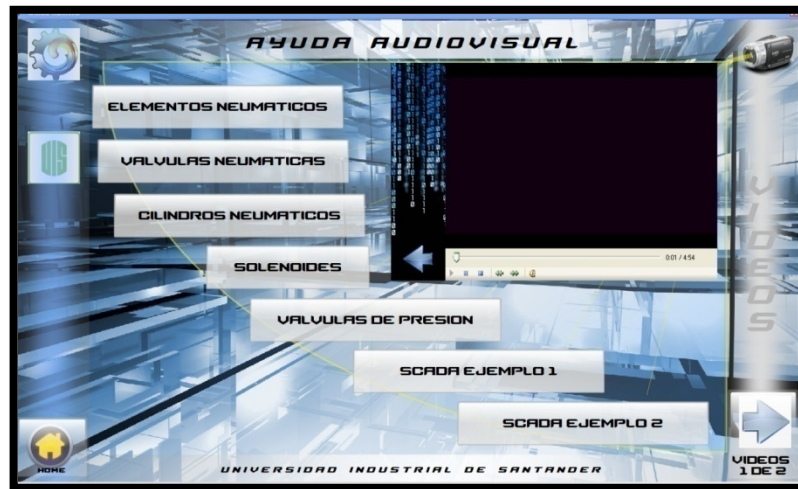 AYUDA AUDIOVISUAL
ELEMENTOS NEUMATICOS
VALVULAS NEUMATICAS
CILINDROS NEUMATICOS
SOLENOIDES
VALVULAS DE PRESION
SCADA EJEMPLO 1
SCADA EJEMPLO 2
0:01 / 4:54
VIDEOS
UIS
HOME
UNIVERSIDAD INDUSTRIAL DE SANTANDER
VIDEOS
1 DE 2